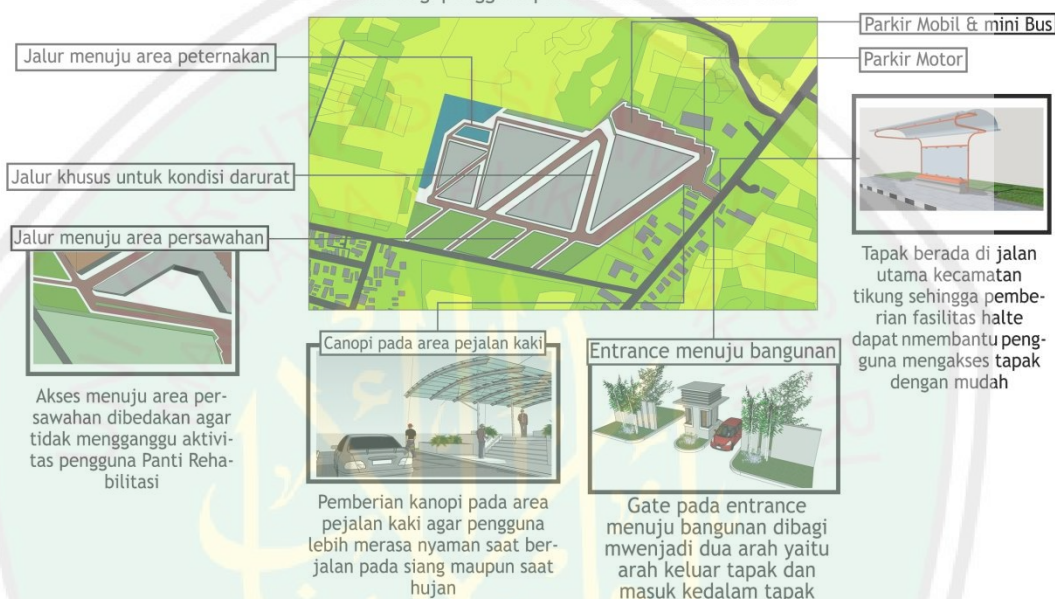 Parkir Mobil & mini Bus
Jalur menuju area peternakan
Parkir Motor
Jalur khusus untuk kondisi darurat
Jalur menuju area persawahan
Tapak berada di jalan
utama kecamatan
tikung sehingga pembe-
rian fasilitas halte
dapat nmembantu peng-
guna mengakses tapak
dengan mudah
Canopi pada area pejalan kaki
Entrance menuju bangunan
Akses menuju area per-
sawahan dibedakan agar
tidak mengganggu aktivi-
tas pengguna Panti Reha-
bilitasi
Pemberian kanopi pada area
pejalan kaki agar pengguna
lebih merasa nyaman saat ber-
jalan pada siang maupun saat
hujan
Gate pada entrance
menuju bangunan dibagi
mwenjadi dua arah yaitu
arah keluar tapak dan
masuk kedalam tapak